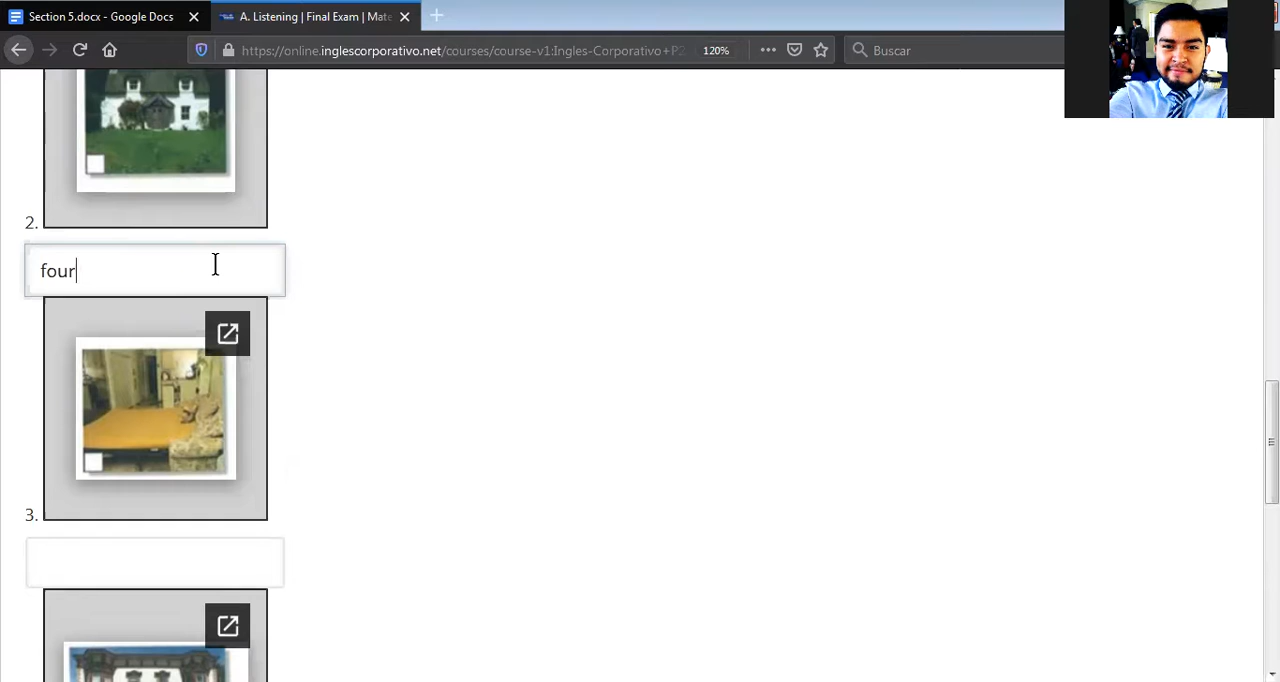 Section 5.docx - Google Docs
A. Listening | Final Exam | Mate
https://online.inglescorporativo.net/courses/course-v1:Ingles-Corporativo+P2
120%
Buscar
2.
four
3.